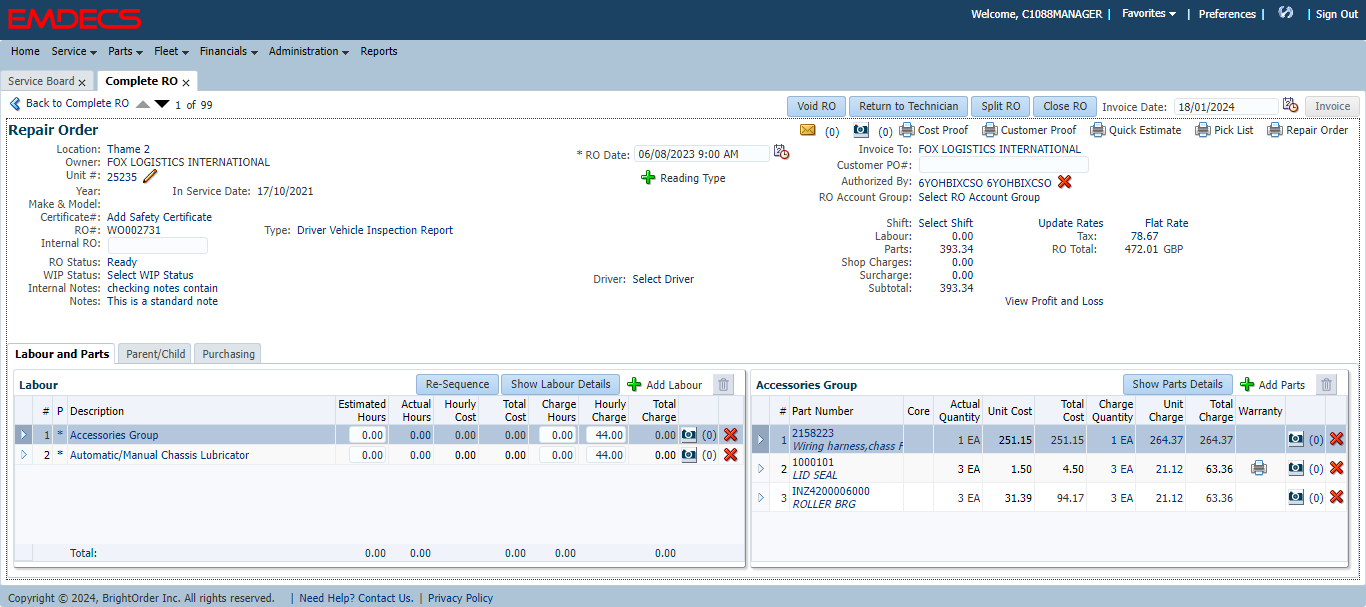 EMDECS
Welcome, C1088MANAGER | Favorites | Preferences | | Sign Out
Home Service Parts Fleet Financials Administration Reports
Service Board x Complete RO x
Back to Complete RO 1 of 99
Void RO Return to Technician Split RO Close RO Invoice Date: 18/01/2024 Invoice
Repair Order
(0) (0) Cost Proof Customer Proof Quick Estimate Pick List Repair Order
Location: Thame 2
Owner: FOX LOGISTICS INTERNATIONAL
Unit #: 25235
Year: In Service Date: 17/10/2021
Make & Model:
Certificate#: Add Safety Certificate
RO#: WO002731 Type: Driver Vehicle Inspection Report
Internal RO:
RO Status: Ready
WIP Status: Select WIP Status
Internal Notes: checking notes contain
Notes: This is a standard note
* RO Date: 06/08/2023 9:00 AM
Reading Type
Driver: Select Driver
Invoice To: FOX LOGISTICS INTERNATIONAL
Customer PO#:
Authorized By: 6YOHBIXCSO 6YOHBIXCSO
RO Account Group: Select RO Account Group
Shift: Select Shift Update Rates Flat Rate
Labour: 0.00 Tax: 78.67
Parts: 393.34 RO Total: 472.01 GBP
Shop Charges: 0.00
Surcharge: 0.00
Subtotal: 393.34
View Profit and Loss
Labour and Parts Parent/Child Purchasing
Labour Re-Sequence Show Labour Details Add Labour
# P Description Estimated Hours Actual Hours Hourly Cost Total Cost Charge Hours Hourly Charge Total Charge
1 * Accessories Group 0.00 0.00 0.00 0.00 0.00 44.00 0.00 (0)
2 * Automatic/Manual Chassis Lubricator 0.00 0.00 0.00 0.00 0.00 44.00 0.00 (0)
Total: 0.00 0.00 0.00 0.00 0.00
Accessories Group Show Parts Details Add Parts
# Part Number Core Actual Quantity Unit Cost Total Cost Charge Quantity Unit Charge Total Charge Warranty
1 2158223 1 EA 251.15 251.15 1 EA 264.37 264.37 (0)
Wiring harness,chass F
2 1000101 3 EA 1.50 4.50 3 EA 21.12 63.36 (0)
LID SEAL
3 INZ4200006000 3 EA 31.39 94.17 3 EA 21.12 63.36 (0)
ROLLER BRG
Copyright © 2024, BrightOrder Inc. All rights reserved. | Need Help? Contact Us. | Privacy Policy